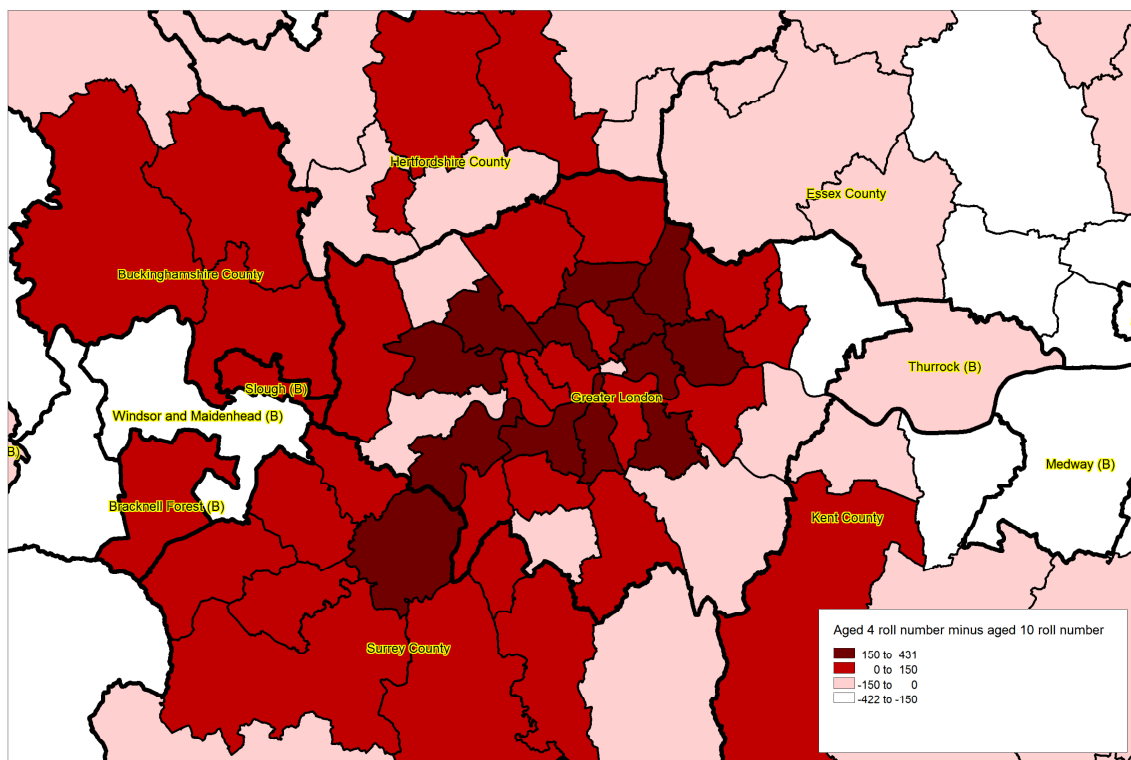 Hertfordshire County
Essex County
Buckinghamshire County
Thurrock (B)
Slough (B)
Greater London
Windsor and Maidenhead (B)
B)
Medway (B)
Bracknell Forest (B)
Kent County
Surrey County
Aged 4 roll number minus aged 10 roll number
150 to 431
0 to 150
-150 to 0
-422 to -150